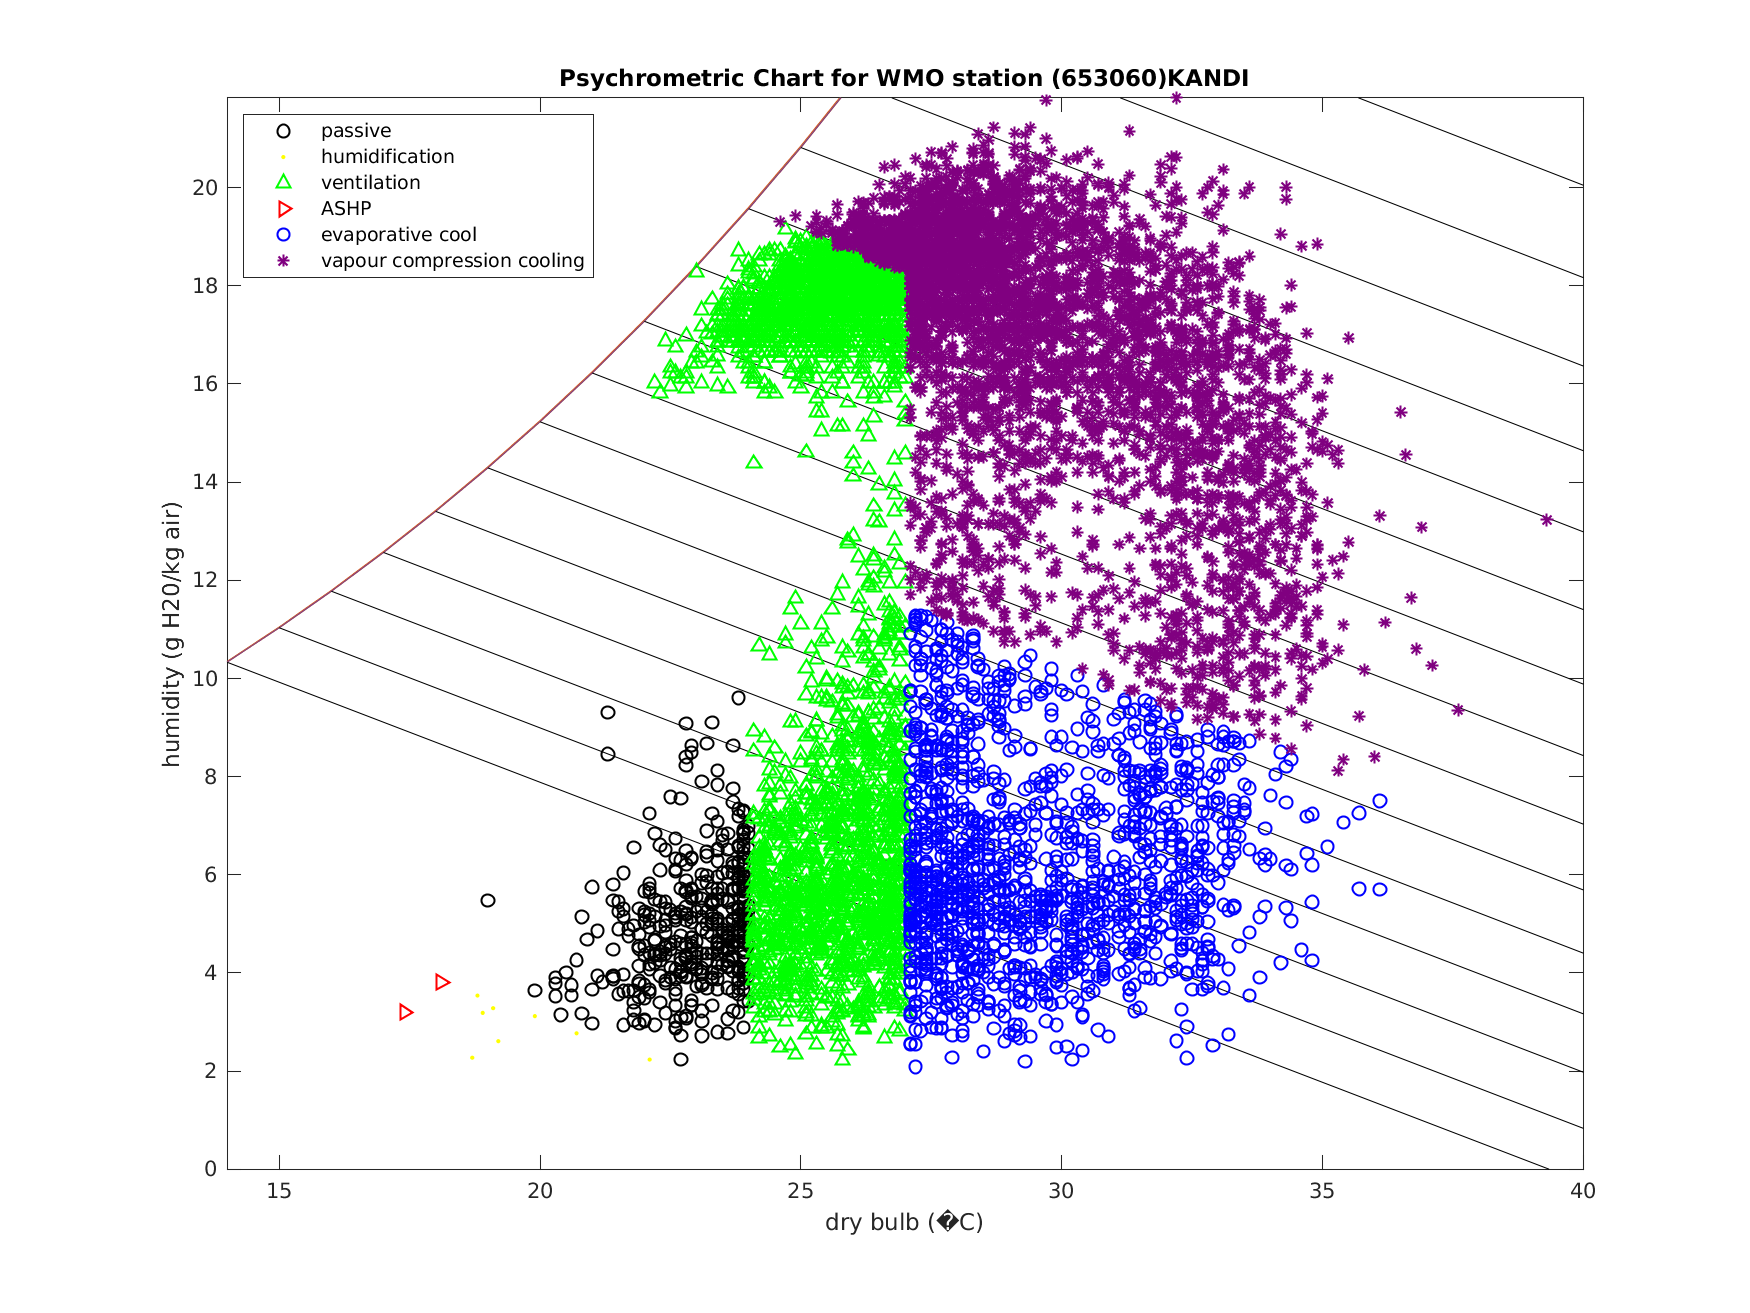 Psychrometric Chart for WMO station (653060)KANDI
passive
humidification
ventilation
ASHP
evaporative cool
vapour compression cooling
humidity (g H20/kg air)
20
18
16
14
12
10
8
6
4
2
0
15
20
25
30
35
40
dry bulb (�C)